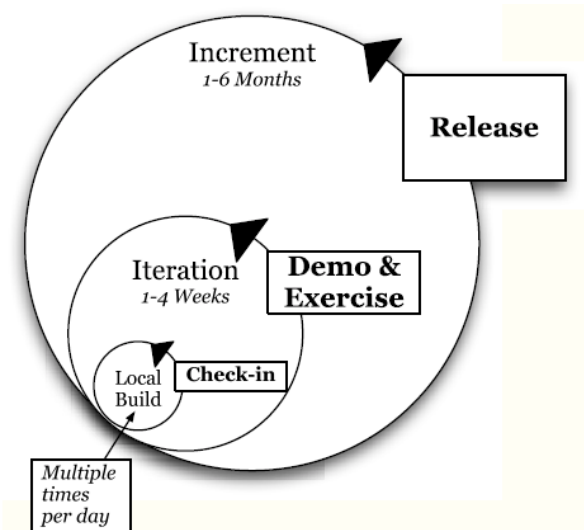 Increment
1-6 Months
Release
Iteration
1-4 Weeks
Demo &
Exercise
Local
Build
Check-in
Multiple
times
per day